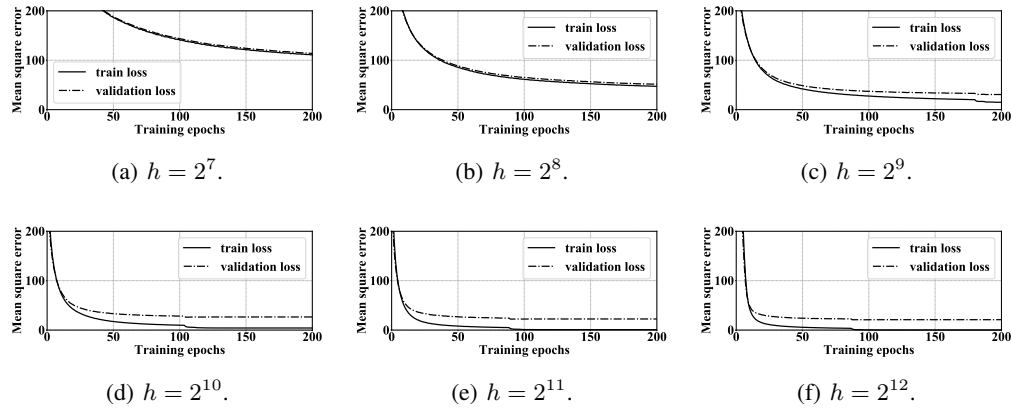 Mean square error
200
100
0
0 50 100 150 200
Training epochs
train loss
validation loss
(a) h = 2^7.
Mean square error
200
100
0
0 50 100 150 200
Training epochs
train loss
validation loss
(b) h = 2^8.
Mean square error
200
100
0
0 50 100 150 200
Training epochs
train loss
validation loss
(c) h = 2^9.
Mean square error
200
100
0
0 50 100 150 200
Training epochs
train loss
validation loss
(d) h = 2^10.
Mean square error
200
100
0
0 50 100 150 200
Training epochs
train loss
validation loss
(e) h = 2^11.
Mean square error
200
100
0
0 50 100 150 200
Training epochs
train loss
validation loss
(f) h = 2^12.